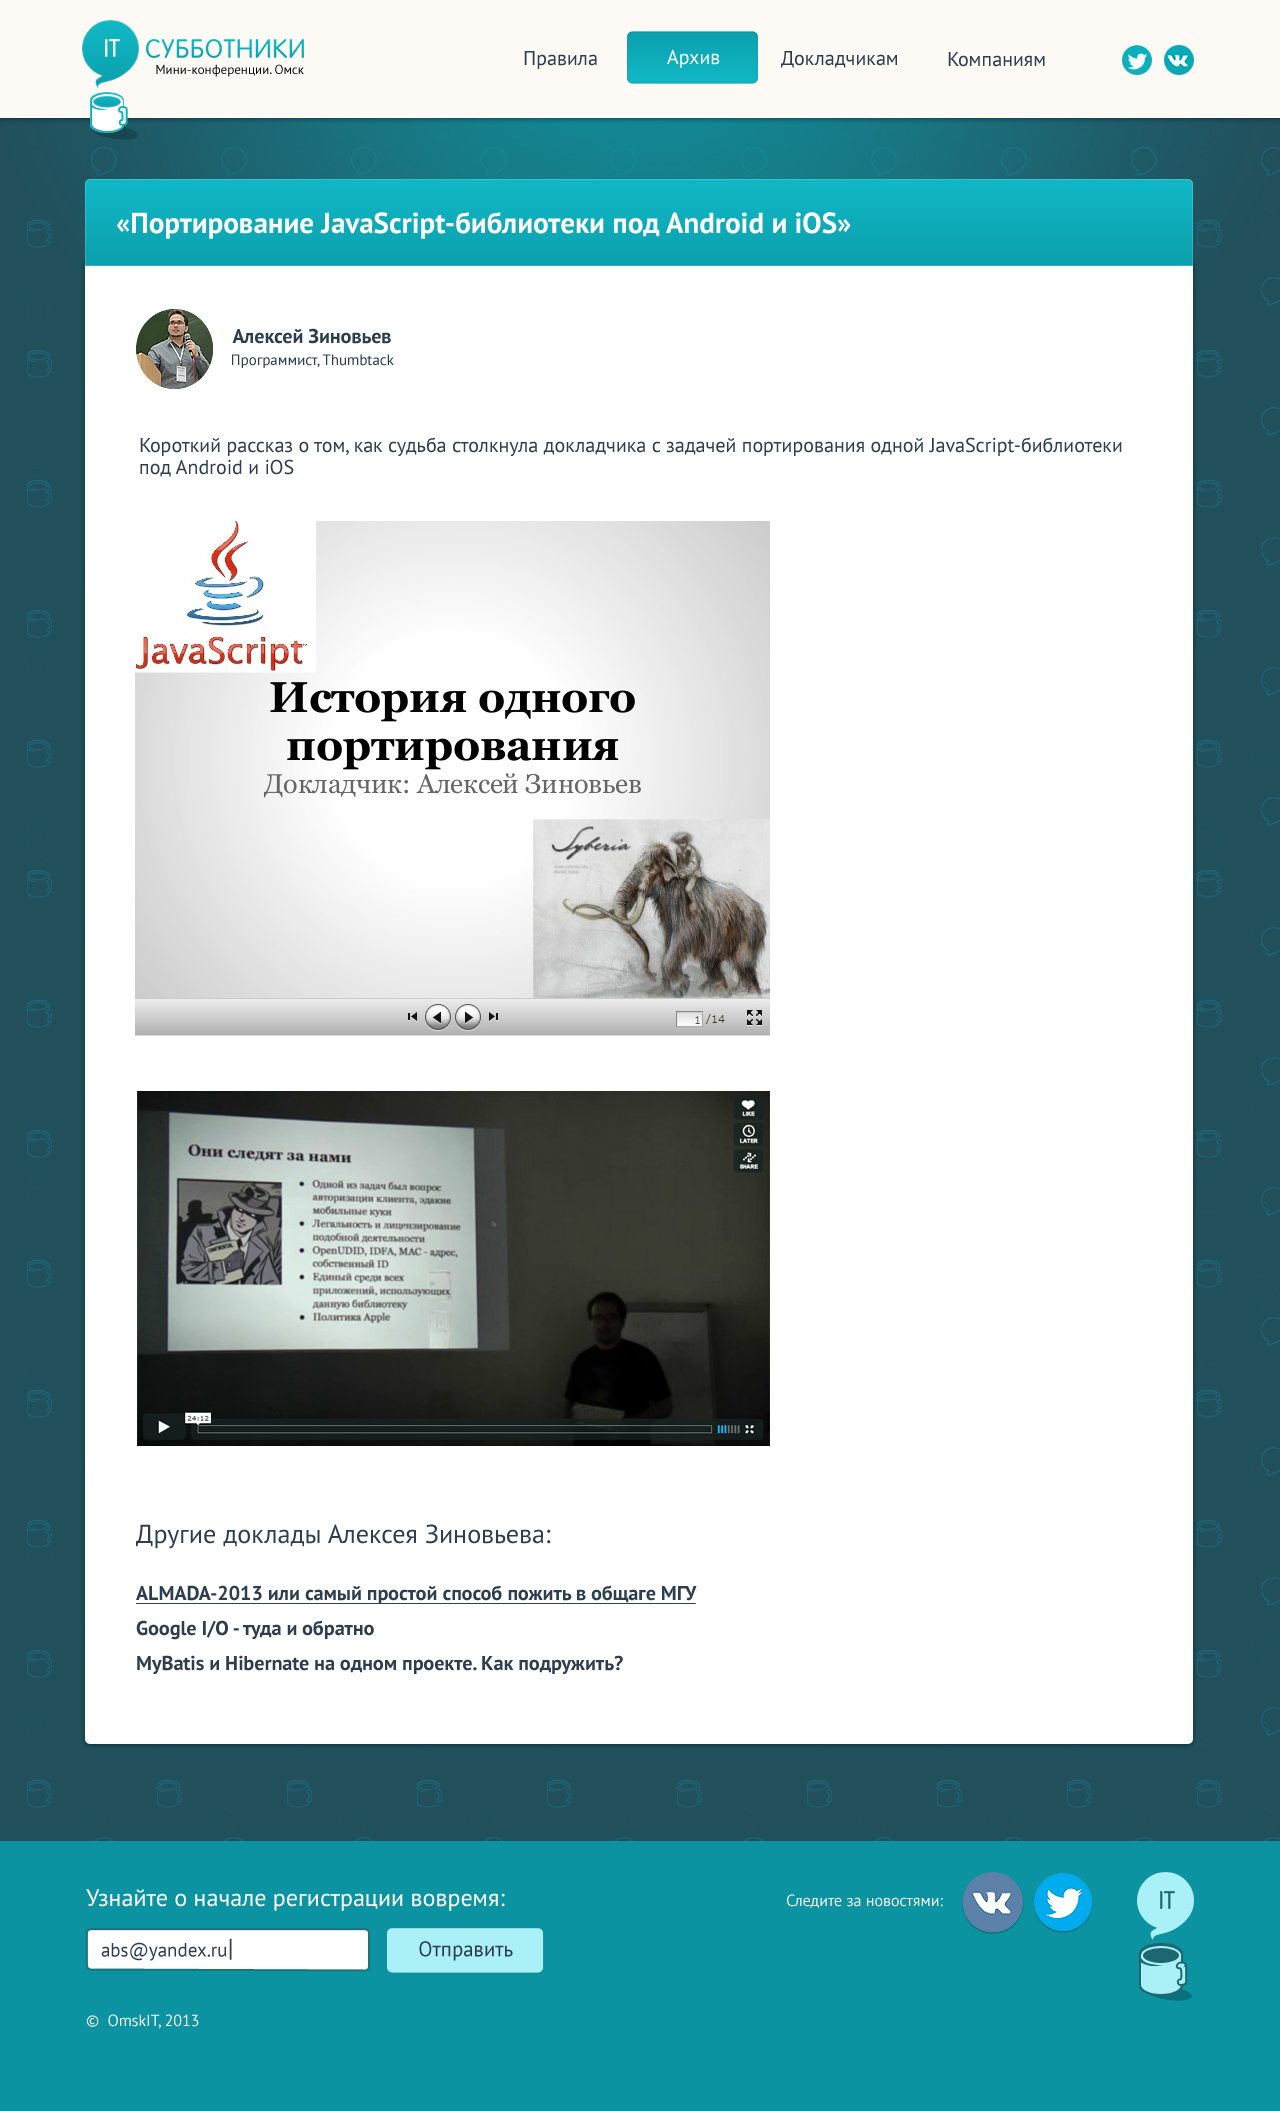 IT СУББОТНИКИ
Мини-конференции. Омск
Правила
Архив
Докладчикам
Компаниям
«Портирование JavaScript-библиотеки под Android и iOS»
Алексей Зиновьев
Программист, Thumbtack
Короткий рассказ о том, как судьба столкнула докладчика с задачей портирования одной JavaScript-библиотеки
под Android и iOS
JavaScript
История одного
портирования
Докладчик: Алексей Зиновьев
Syberia
1 /14
LIKE
LATER
SHARE
Они следят за нами
• Одной из задач был вопрос
авторизации клиента, эдакие
мобильные куки
• Легальность и лицензирование
подобной деятельности
• OpenUDID, IDFA, MAC - адрес,
собственный ID
• Единый среди всех
приложений, использующих
данную библиотеку
• Политика Apple
24:12
Другие доклады Алексея Зиновьева:
ALMADA-2013 или самый простой способ пожить в общаге МГУ
Google I/O - туда и обратно
MyBatis и Hibernate на одном проекте. Как подружить?
Узнайте о начале регистрации вовремя:
abs@yandex.ru
Отправить
Следите за новостями:
IT
© OmskIT, 2013